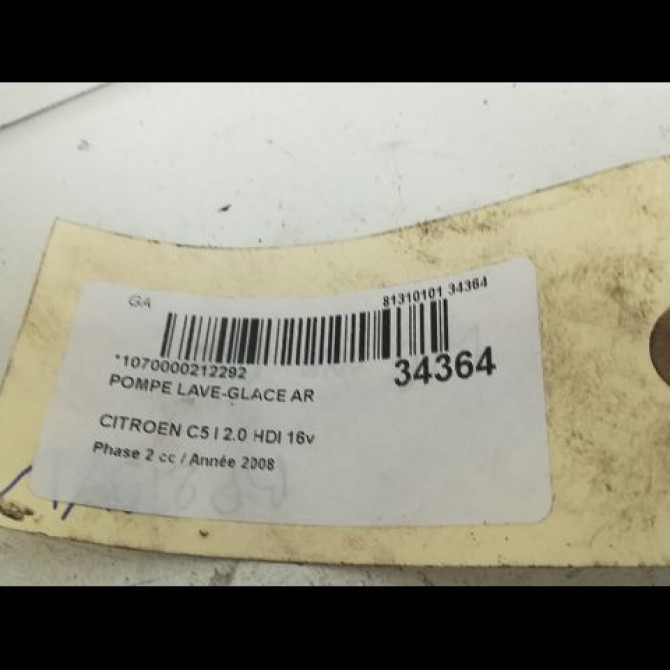 GA
81310101 34364
*1070000212292
34364
POMPE LAVE-GLACE AR
CITROEN C5 I 2.0 HDI 16v
Phase 2 cc / Année 2008